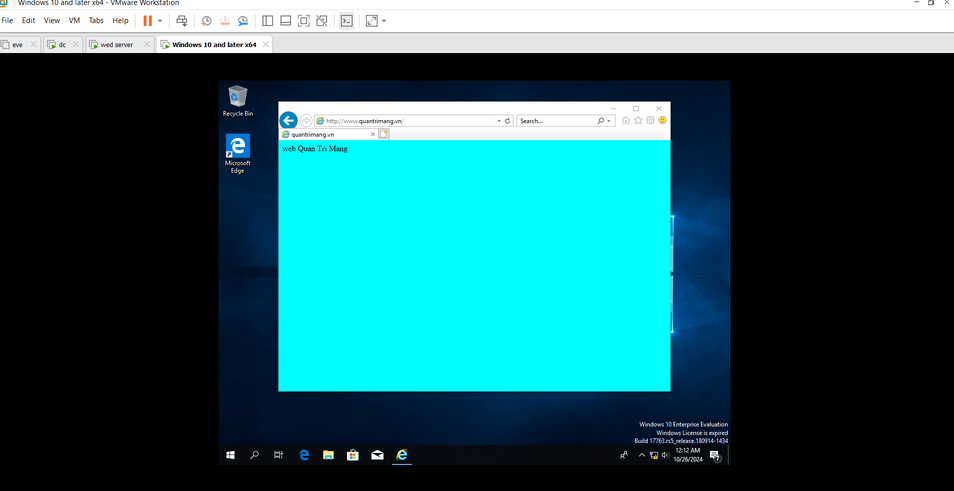 Windows 10 and later x64 - VMware Workstation
File Edit View VM Tabs Help
eve dc wed server Windows 10 and later x64
Recycle Bin
Microsoft
Edge
http://www.quantrimang.vn/
Search...
quantrimang.vn
web Quan Tri Mang
Windows 10 Enterprise Evaluation
Windows License is expired
Build 17763.rs5_release.180914-1434
12:12 AM
10/26/2024